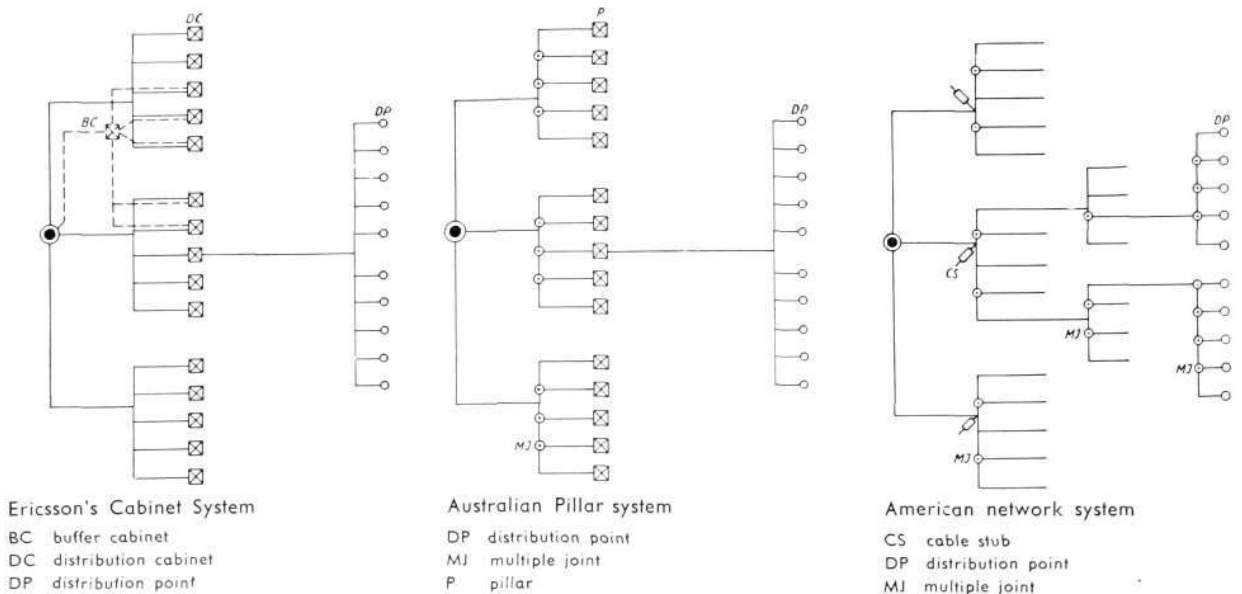 DC
BC
DP
Ericsson's Cabinet System
BC buffer cabinet
DC distribution cabinet
DP distribution point
P
DP
MJ
Australian Pillar system
DP distribution point
MJ multiple joint
P pillar
DP
CS
MJ
MJ
MJ
American network system
CS cable stub
DP distribution point
MJ multiple joint